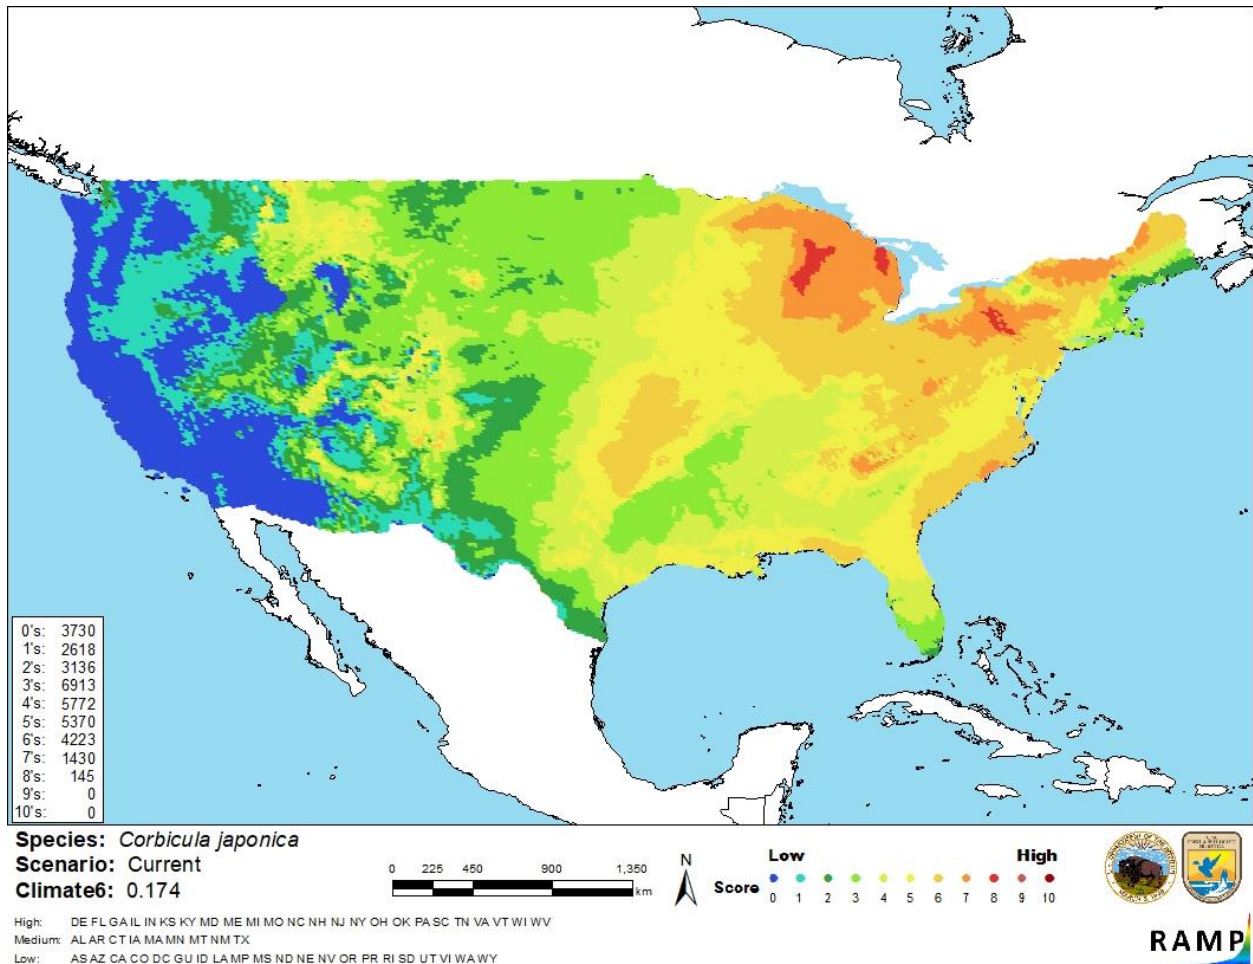 0's: 3730
1's: 2618
2's: 3136
3's: 6913
4's: 5772
5's: 5370
6's: 4223
7's: 1430
8's: 145
9's: 0
10's: 0
Species: Corbicula japonica
Scenario: Current
Climate6: 0.174
0 225 450 900 1,350
km
N
Low High
Score 0 1 2 3 4 5 6 7 8 9 10
High: DE FL GA IL IN KS KY MD ME MI MO NC NH NJ NY OH OK PA SC TN VA VT WI WV
Medium: AL AR CT IA MA MN MT NM TX
Low: AS AZ CA CO DC GU ID LA MP MS ND NE NV OR PR RI SD UT VI WA WY
RAMP